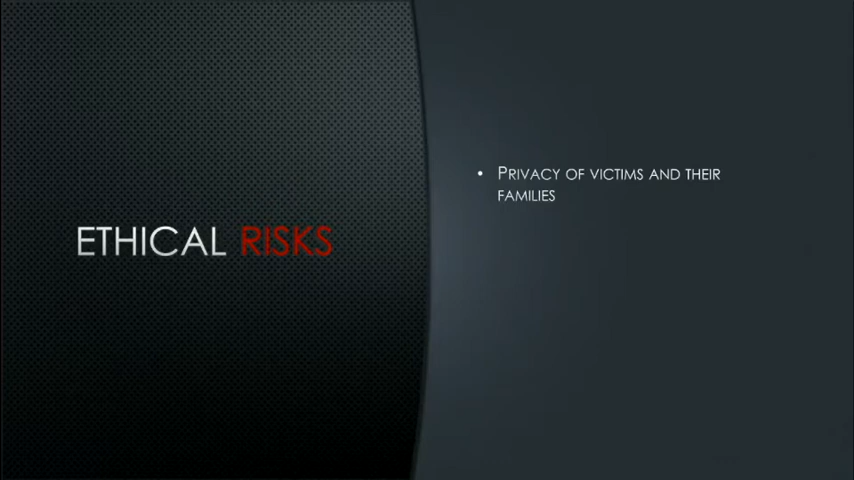 ETHICAL RISKS
• PRIVACY OF VICTIMS AND THEIR
FAMILIES